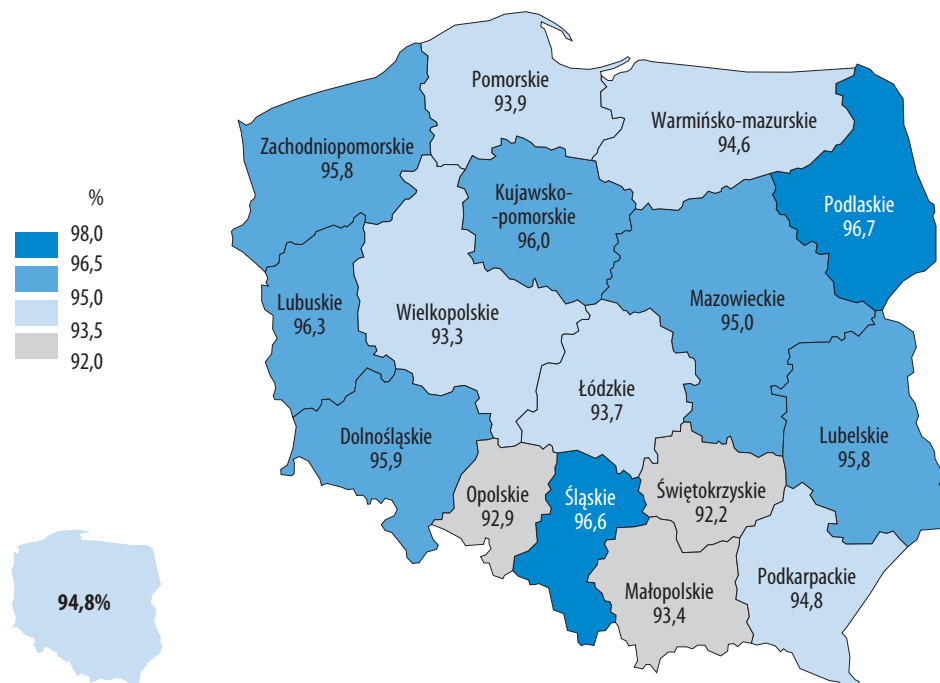 Pomorskie
93,9
Warmińsko-mazurskie
94,6
Zachodniopomorskie
95,8
Kujawsko-
-pomorskie
96,0
Podlaskie
96,7
%
98,0
96,5
95,0
93,5
92,0
Lubuskie
96,3
Wielkopolskie
93,3
Mazowieckie
95,0
Łódzkie
93,7
Dolnośląskie
95,9
Lubelskie
95,8
Opolskie
92,9
Śląskie
96,6
Świętokrzyskie
92,2
Małopolskie
93,4
Podkarpackie
94,8
94,8%